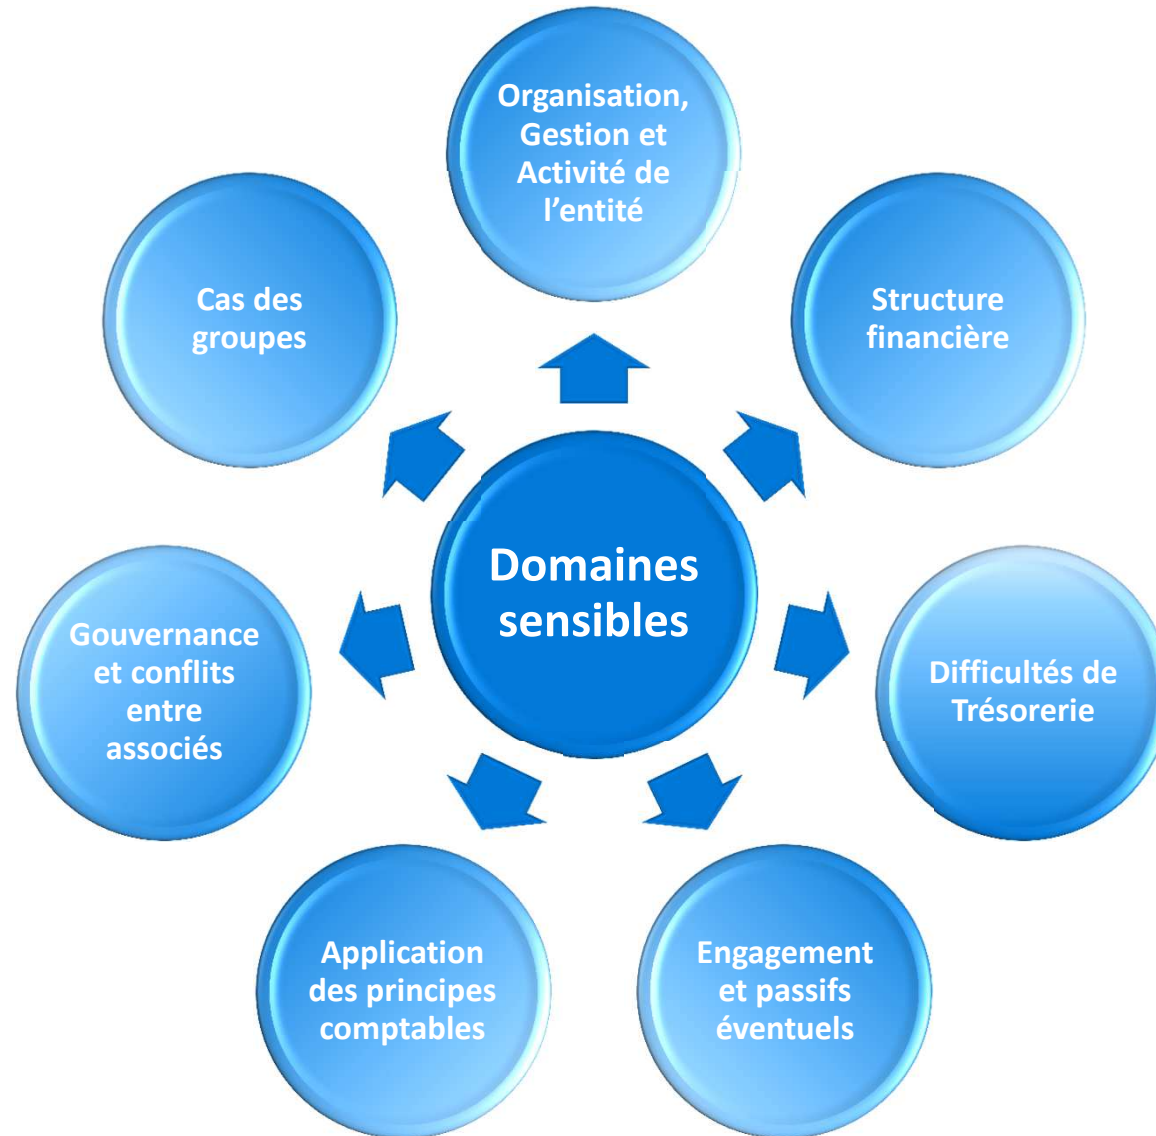 Organisation,
Gestion et
Activité de
l’entité
Structure
financière
Difficultés de
Trésorerie
Engagement
et passifs
éventuels
Application
des principes
comptables
Gouvernance
et conflits
entre
associés
Cas des
groupes
Domaines
sensibles